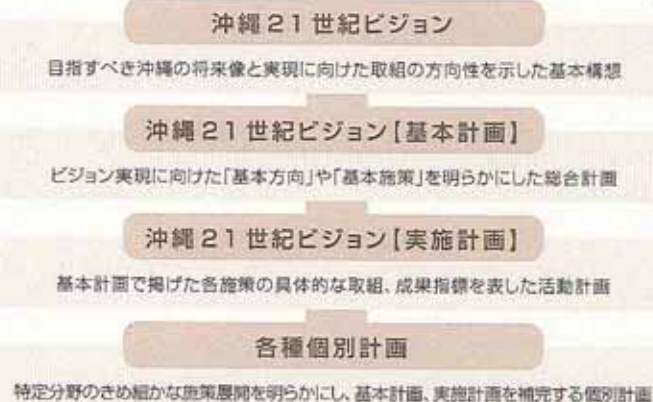 沖縄21世紀ビジョン
目指すべき沖縄の将来像と実現に向けた取組の方向性を示した基本構想
沖縄21世紀ビジョン【基本計画】
ビジョン実現に向けた「基本方向」や「基本施策」を明らかにした総合計画
沖縄21世紀ビジョン【実施計画】
基本計画で掲げた各施策の具体的な取組、成果指標を表した活動計画
各種個別計画
特定分野のきめ細かな施策展開を明らかにし、基本計画、実施計画を補完する個別計画